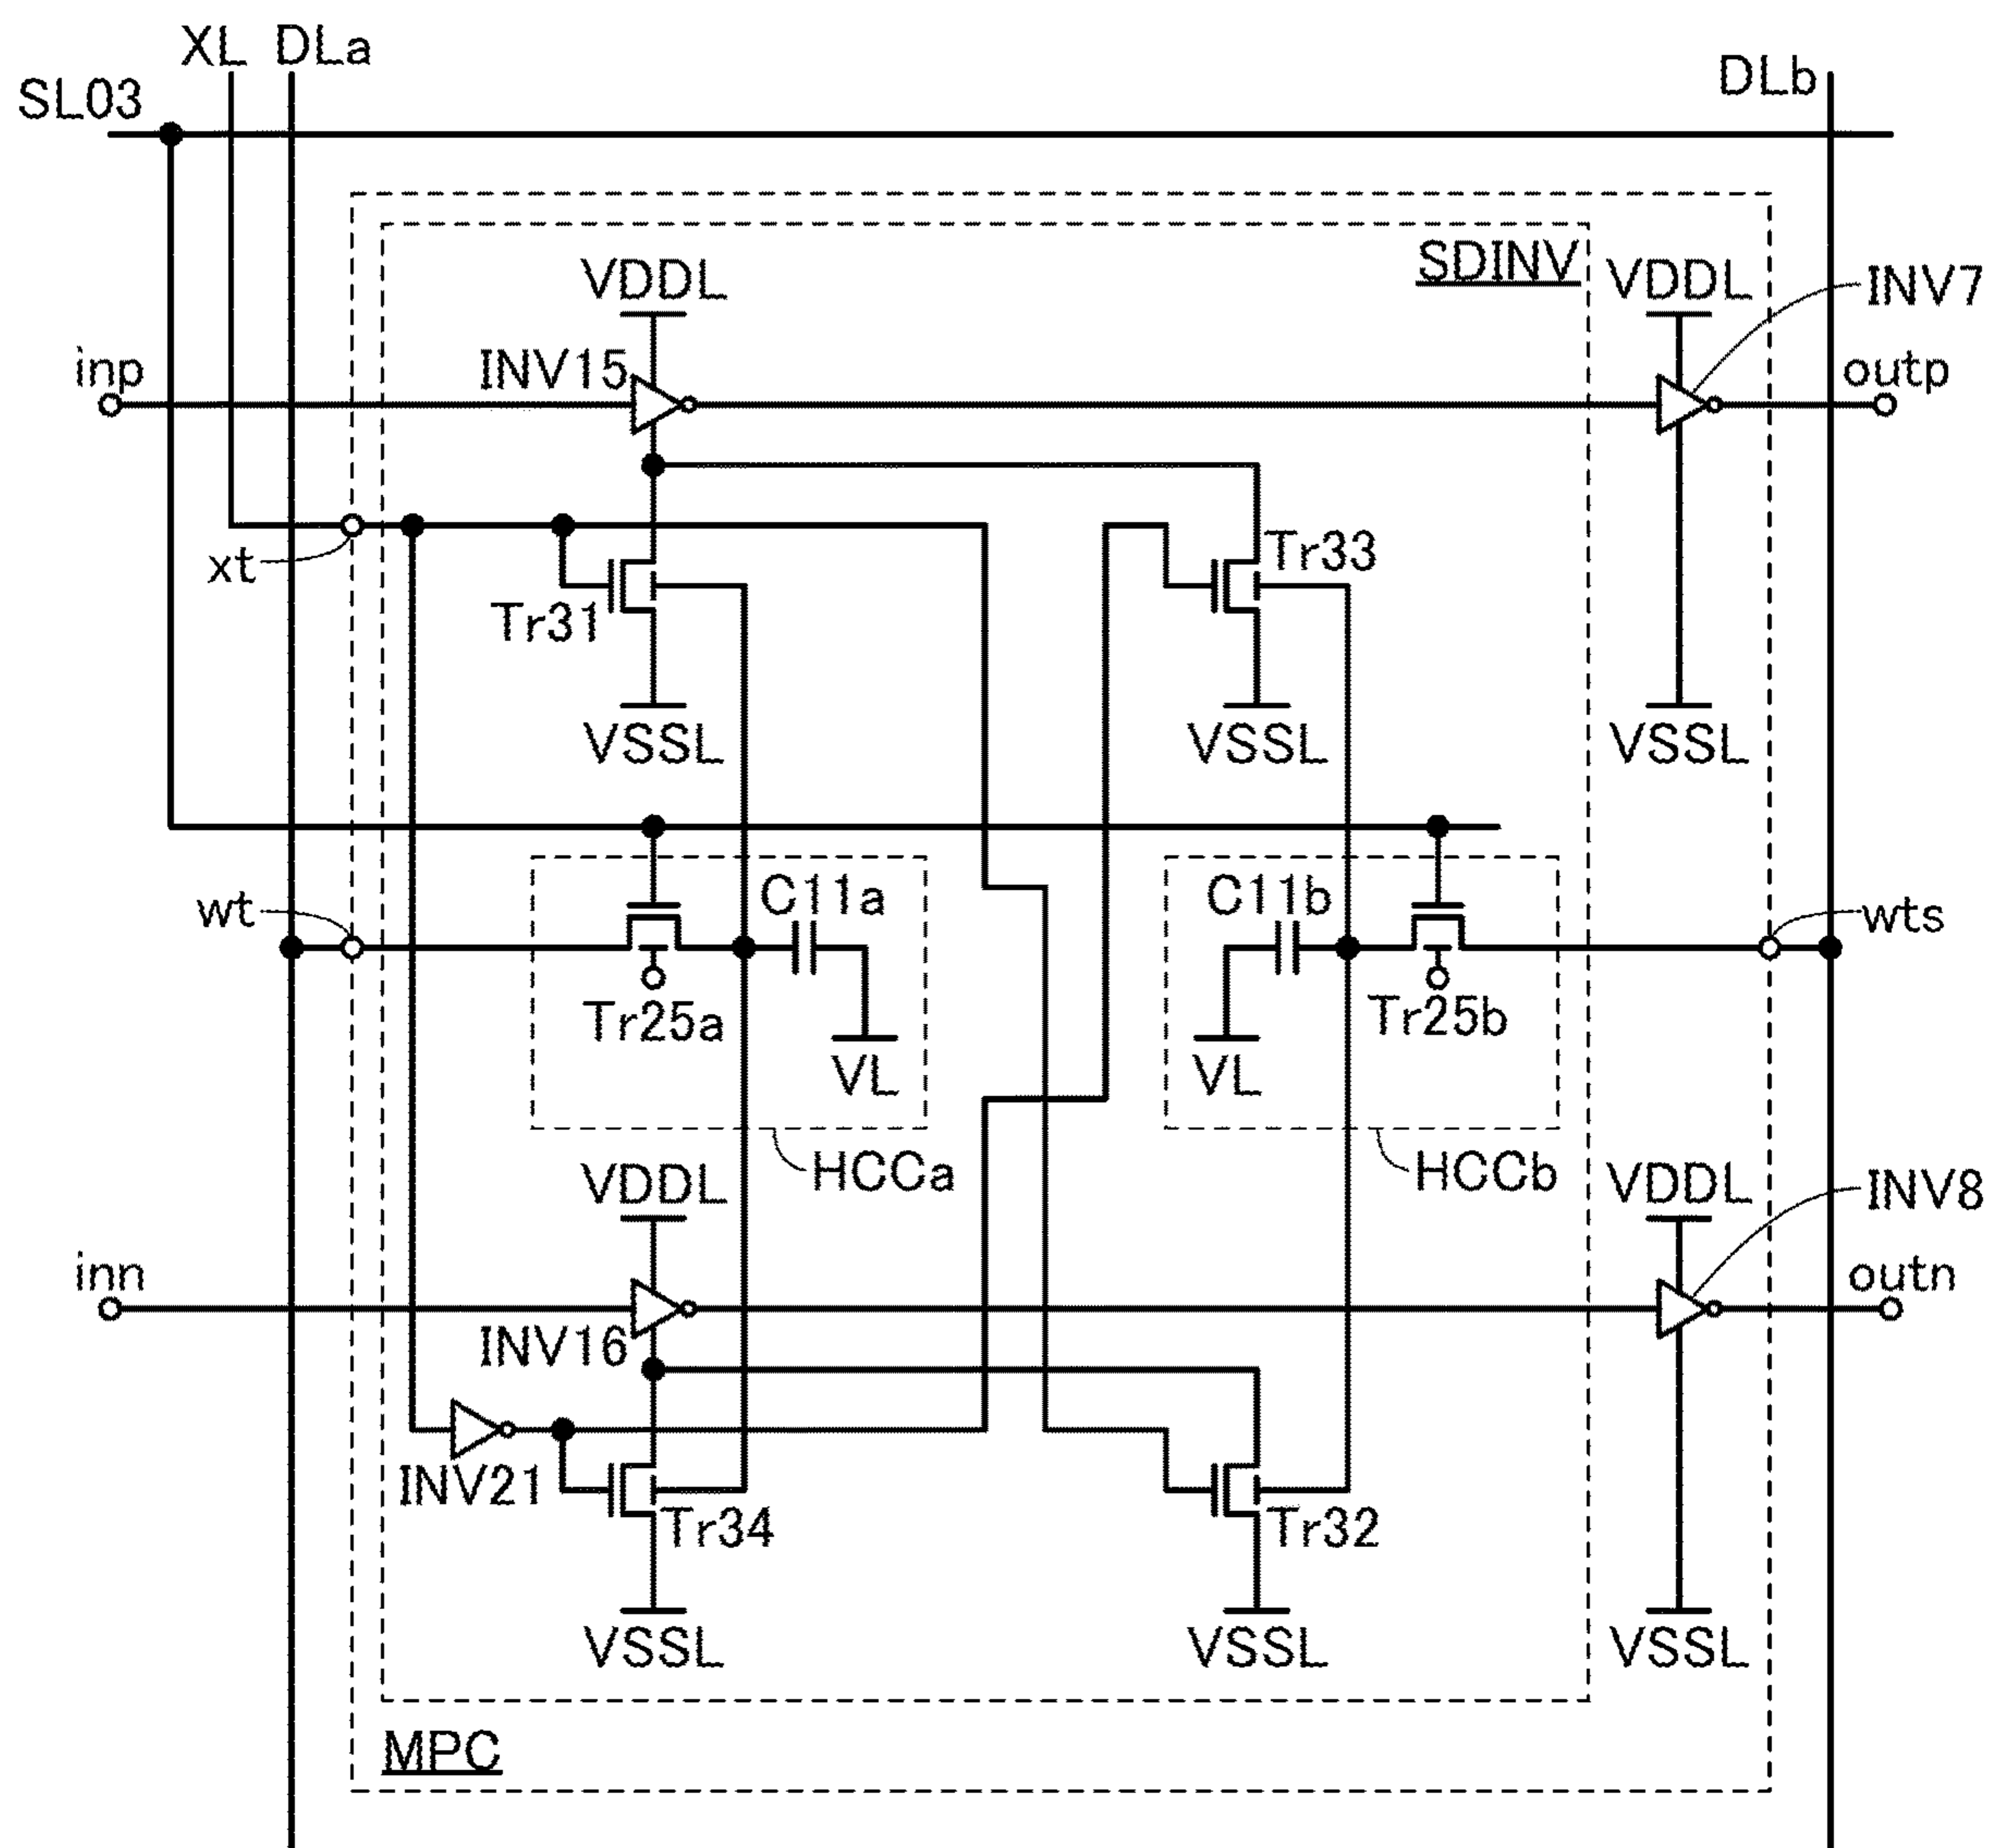 XL DLa
DLb
SL03
SDINV
VDDL
VDDL
INV7
inp
INV15
outp
xt
Tr31
Tr33
VSSL
VSSL
VSSL
wt
C11a
C11b
wts
Tr25a
Tr25b
VL
VL
HCCa
HCCb
VDDL
VDDL
INV8
inn
INV16
outn
INV21
Tr34
Tr32
VSSL
VSSL
VSSL
MPC